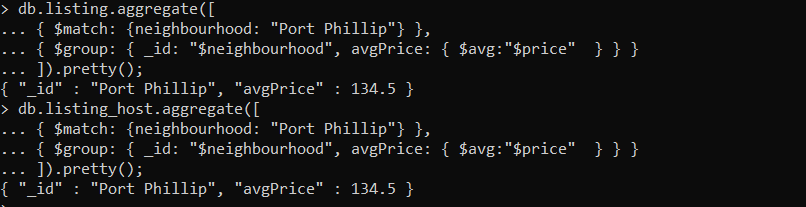 > db.listing.aggregate([
... { $match: {neighbourhood: "Port Phillip"} },
... { $group: { _id: "$neighbourhood", avgPrice: { $avg:"$price"  } } }
... ]).pretty();
{ "_id" : "Port Phillip", "avgPrice" : 134.5 }
> db.listing_host.aggregate([
... { $match: {neighbourhood: "Port Phillip"} },
... { $group: { _id: "$neighbourhood", avgPrice: { $avg:"$price"  } } }
... ]).pretty();
{ "_id" : "Port Phillip", "avgPrice" : 134.5 }